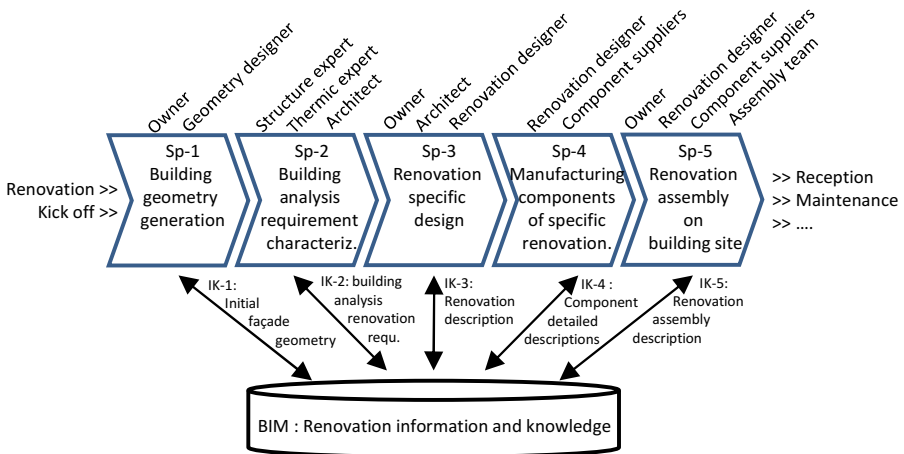 Owner
Geometry designer
Structure expert
Thermic expert
Architect
Owner
Architect
Renovation designer
Renovation designer
Component suppliers
Owner
Renovation designer
Component suppliers
Assembly team
Renovation >>
Kick off >>
Sp-1
Building
geometry
generation
Sp-2
Building
analysis
requirement
characteriz.
Sp-3
Renovation
specific
design
Sp-4
Manufacturing
components
of specific
renovation.
Sp-5
Renovation
assembly
on
building site
>> Reception
>> Maintenance
>> ....
IK-1:
Initial
façade
geometry
IK-2: building
analysis
renovation
requ.
IK-3:
Renovation
description
IK-4 :
Component
detailed
descriptions
IK-5:
Renovation
assembly
description
BIM : Renovation information and knowledge